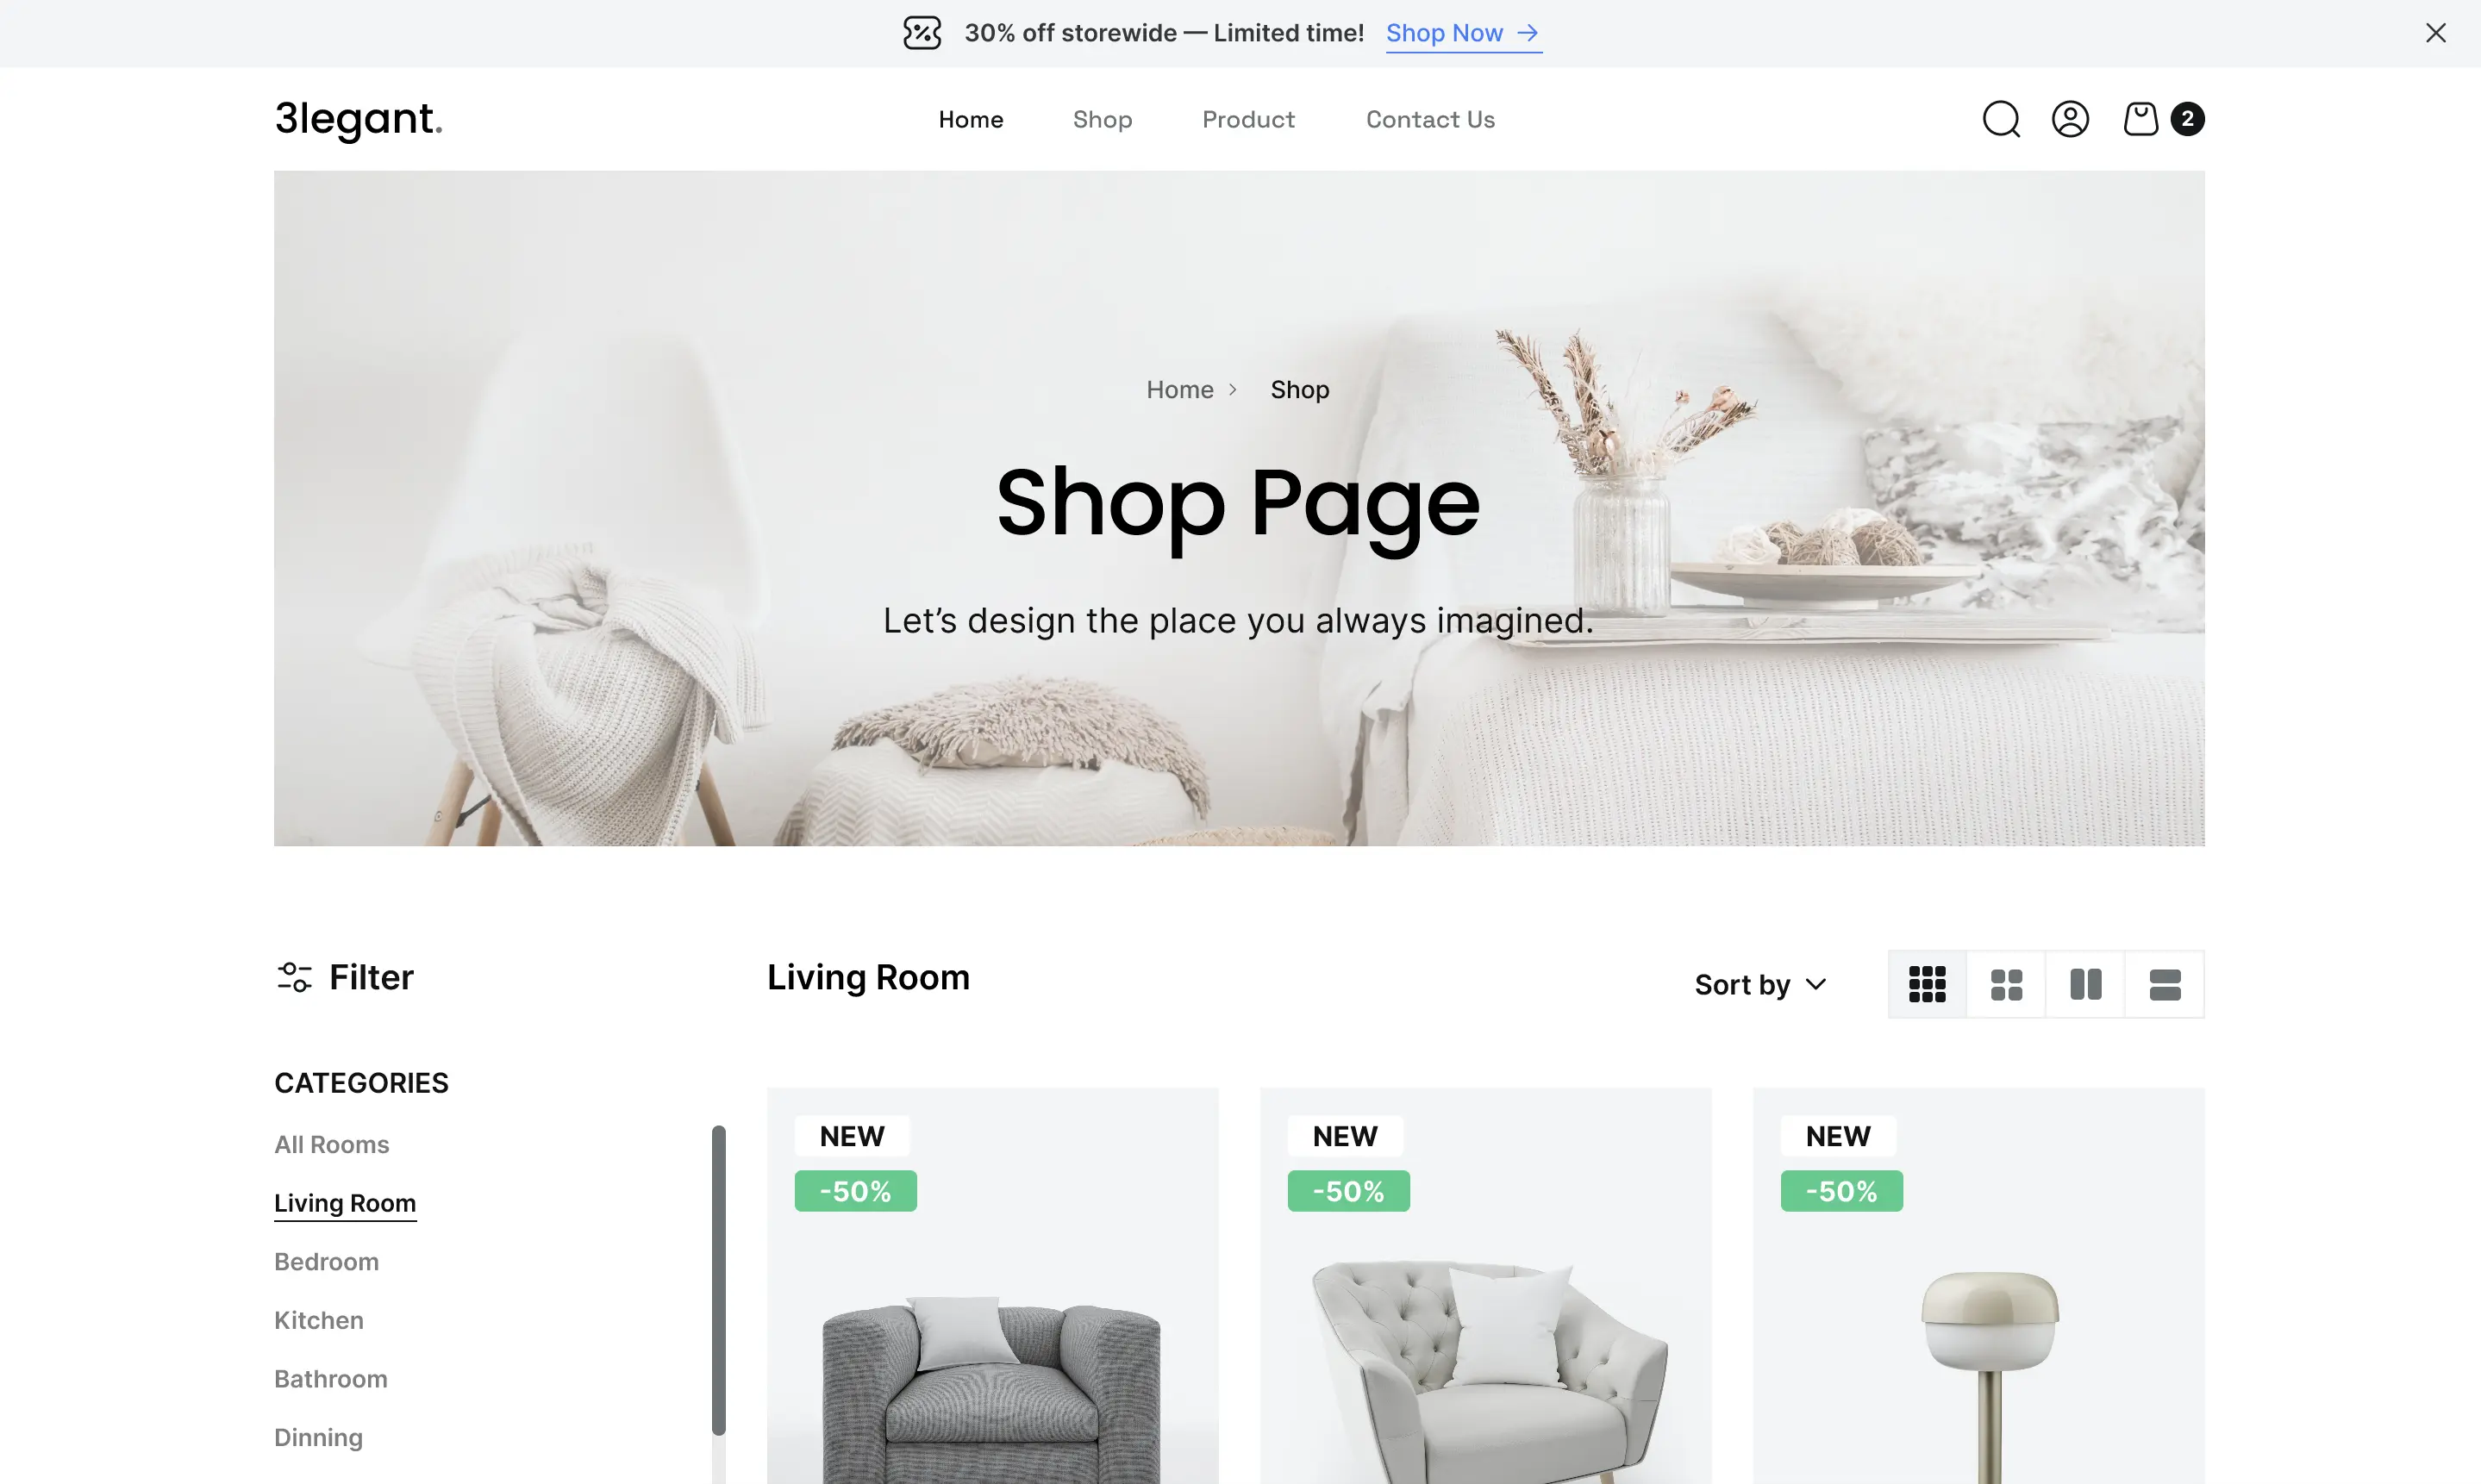 30% off storewide — Limited time! Shop Now
3legant.
Home Shop Product Contact Us
2
Home Shop
Shop Page
Let’s design the place you always imagined.
Filter
Living Room
Sort by
CATEGORIES
All Rooms
Living Room
Bedroom
Kitchen
Bathroom
Dinning
NEW
-50%
NEW
-50%
NEW
-50%